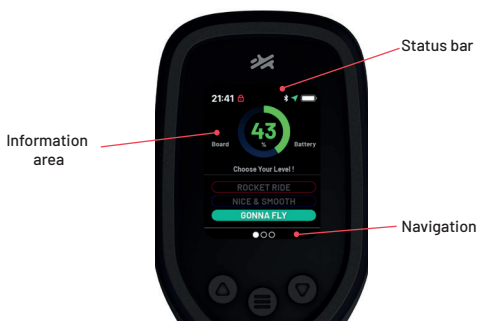 Status bar
21:41
Information
area
43
%
Board
Battery
Choose Your Level !
ROCKET RIDE
NICE & SMOOTH
GONNA FLY
Navigation